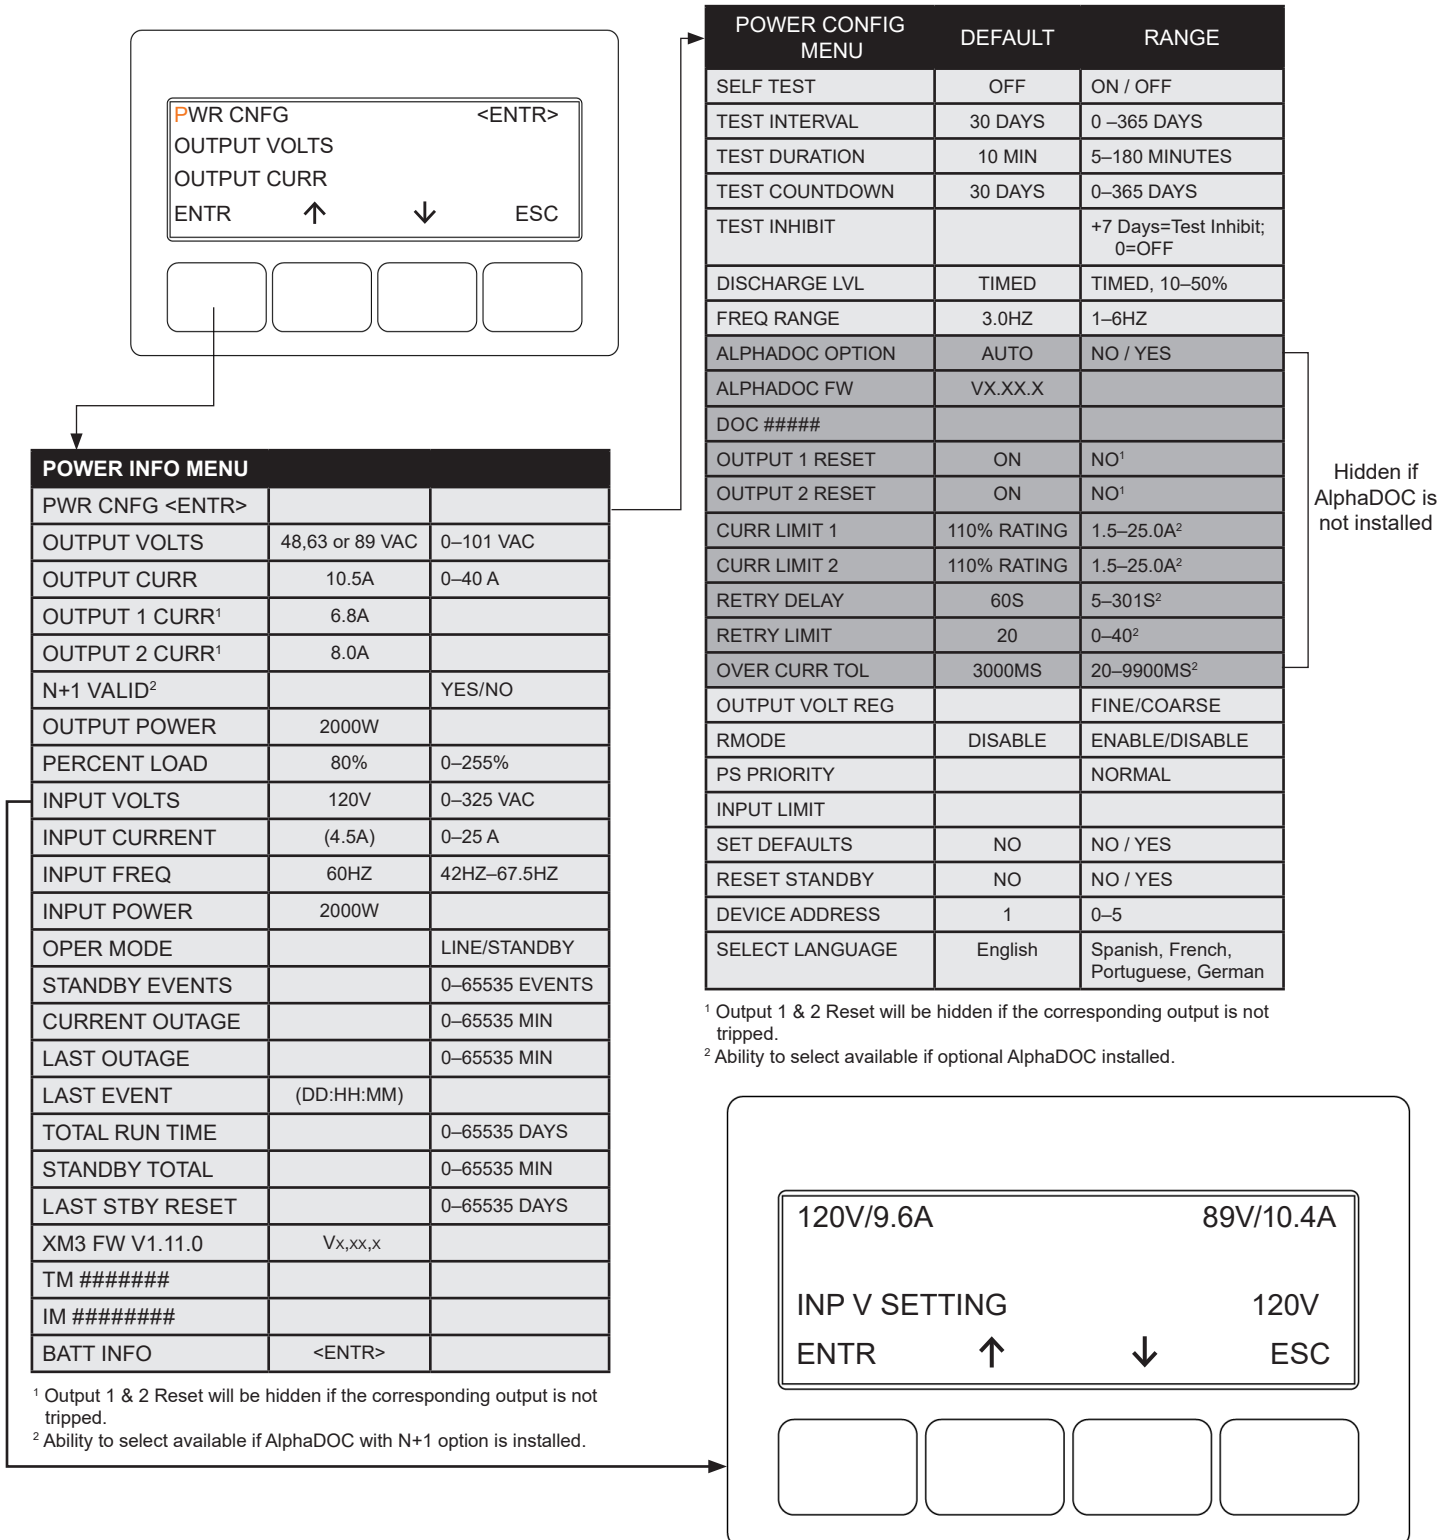 PWR CNFG <ENTR>
OUTPUT VOLTS
OUTPUT CURR
ENTR ↑ ↓ ESC
POWER INFO MENU
PWR CNFG <ENTR>
OUTPUT VOLTS 48,63 or 89 VAC 0–101 VAC
OUTPUT CURR 10.5A 0–40 A
OUTPUT 1 CURR¹ 6.8A
OUTPUT 2 CURR¹ 8.0A
N+1 VALID² YES/NO
OUTPUT POWER 2000W
PERCENT LOAD 80% 0–255%
INPUT VOLTS 120V 0–325 VAC
INPUT CURRENT (4.5A) 0–25 A
INPUT FREQ 60HZ 42HZ–67.5HZ
INPUT POWER 2000W
OPER MODE LINE/STANDBY
STANDBY EVENTS 0–65535 EVENTS
CURRENT OUTAGE 0–65535 MIN
LAST OUTAGE 0–65535 MIN
LAST EVENT (DD:HH:MM)
TOTAL RUN TIME 0–65535 DAYS
STANDBY TOTAL 0–65535 MIN
LAST STBY RESET 0–65535 DAYS
XM3 FW V1.11.0 Vx,xx,x
TM #######
IM ########
BATT INFO <ENTR>
¹ Output 1 & 2 Reset will be hidden if the corresponding output is not
tripped.
² Ability to select available if AlphaDOC with N+1 option is installed.
POWER CONFIG
MENU DEFAULT RANGE
SELF TEST OFF ON / OFF
TEST INTERVAL 30 DAYS 0 –365 DAYS
TEST DURATION 10 MIN 5–180 MINUTES
TEST COUNTDOWN 30 DAYS 0–365 DAYS
TEST INHIBIT +7 Days=Test Inhibit;
0=OFF
DISCHARGE LVL TIMED TIMED, 10–50%
FREQ RANGE 3.0HZ 1–6HZ
ALPHADOC OPTION AUTO NO / YES
ALPHADOC FW VX.XX.X
DOC #####
OUTPUT 1 RESET ON NO¹
OUTPUT 2 RESET ON NO¹
CURR LIMIT 1 110% RATING 1.5–25.0A²
CURR LIMIT 2 110% RATING 1.5–25.0A²
RETRY DELAY 60S 5–301S²
RETRY LIMIT 20 0–40²
OVER CURR TOL 3000MS 20–9900MS²
OUTPUT VOLT REG FINE/COARSE
RMODE DISABLE ENABLE/DISABLE
PS PRIORITY NORMAL
INPUT LIMIT
SET DEFAULTS NO NO / YES
RESET STANDBY NO NO / YES
DEVICE ADDRESS 1 0–5
SELECT LANGUAGE English Spanish, French,
Portuguese, German
Hidden if
AlphaDOC is
not installed
¹ Output 1 & 2 Reset will be hidden if the corresponding output is not
tripped.
² Ability to select available if optional AlphaDOC installed.
120V/9.6A 89V/10.4A
INP V SETTING 120V
ENTR ↑ ↓ ESC